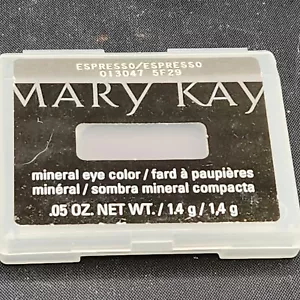 ESPRESSO/ESPRESSO
013047 5F29
MARY KAY
mineral eye color / fard à paupières
minéral / sombra mineral compacta
.05 OZ. NET WT. / 1.4 g / 1,4 g